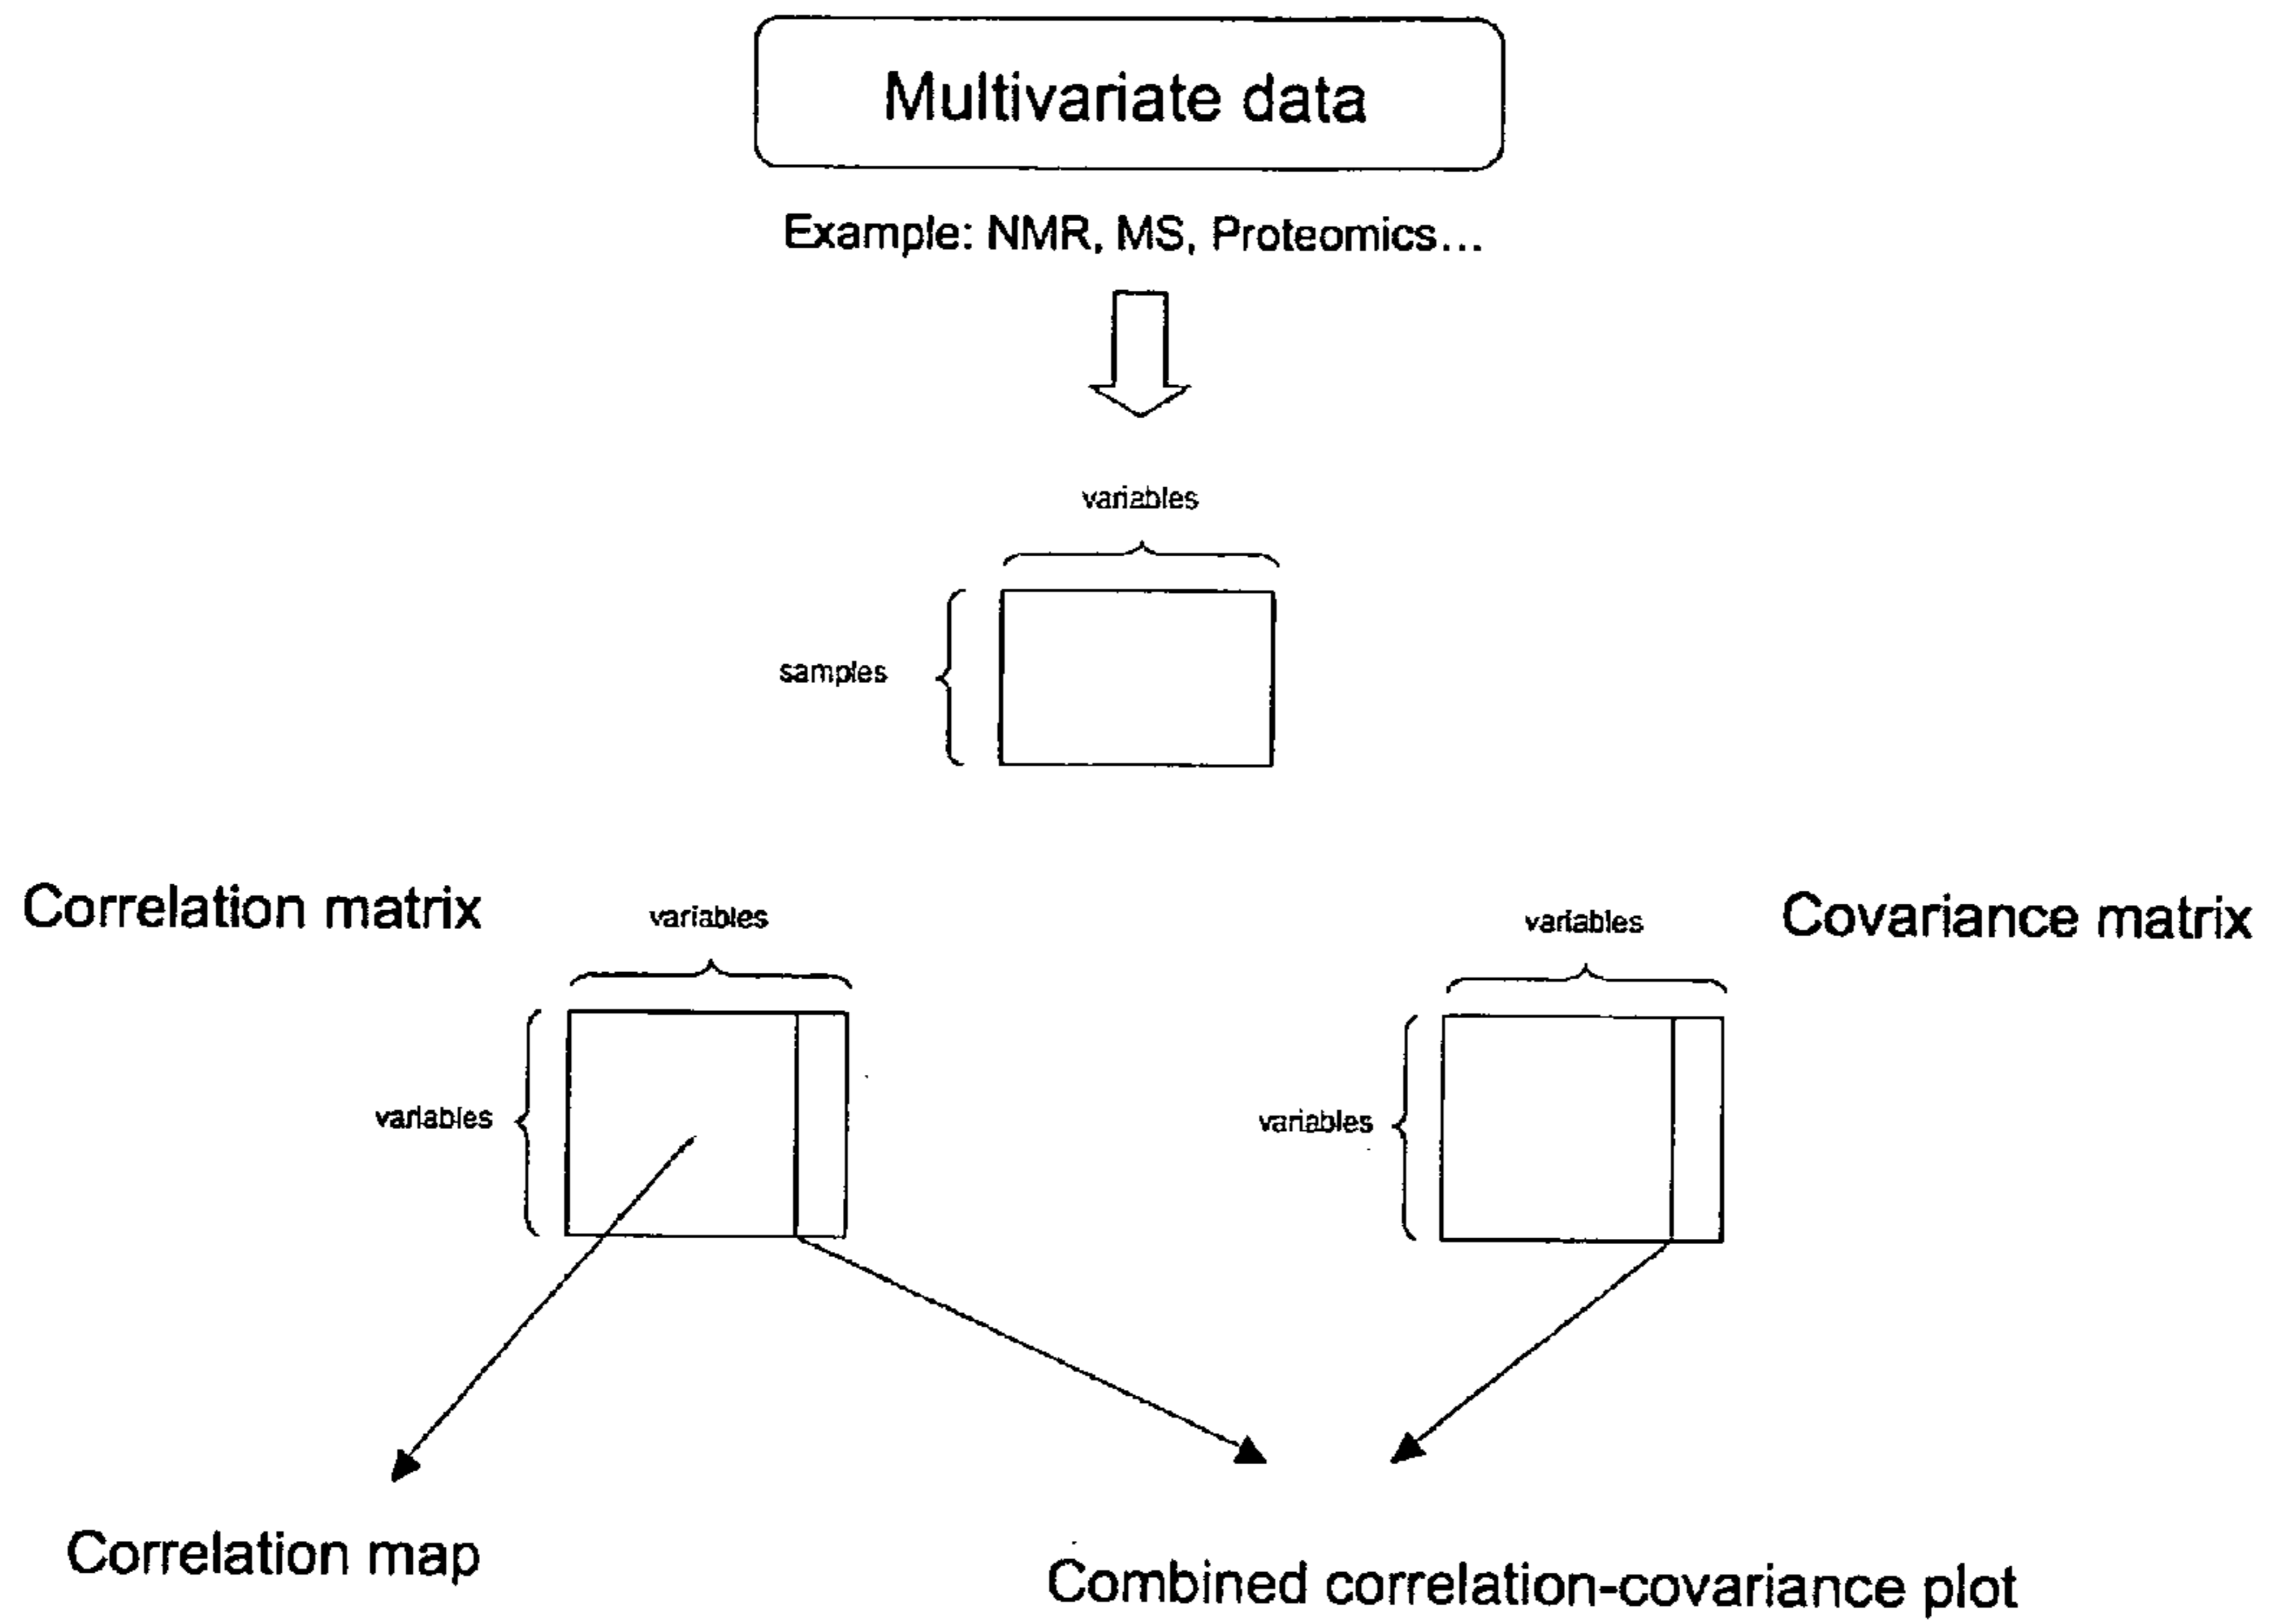 Multivariate data
Example: NMR, MS, Proteomics...
variables
samples
Correlation matrix
variables
variables
Covariance matrix
variables
variables
Correlation map
Combined correlation-covariance plot